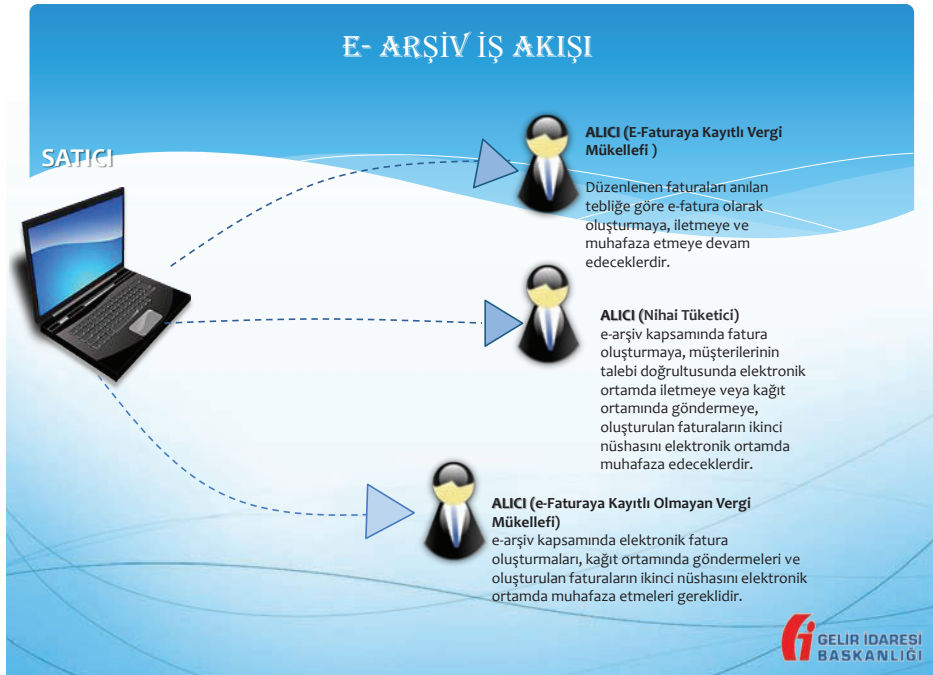 E- ARŞİV İŞ AKIŞI
SATICI
ALICI (E-Faturaya Kayıtlı Vergi
Mükellefi )
Düzenlenen faturaları anılan
tebliğe göre e-fatura olarak
oluşturmaya, iletmeye ve
muhafaza etmeye devam
edeceklerdir.
ALICI (Nihai Tüketici)
e-arşiv kapsamında fatura
oluşturmaya, müşterilerinin
talebi doğrultusunda elektronik
ortamda iletmeye veya kağıt
ortamında göndermeye,
oluşturulan faturaların ikinci
nüshasını elektronik ortamda
muhafaza edeceklerdir.
ALICI (e-Faturaya Kayıtlı Olmayan Vergi
Mükellefi)
e-arşiv kapsamında elektronik fatura
oluşturmaları, kağıt ortamında göndermeleri ve
oluşturulan faturaların ikinci nüshasını elektronik
ortamda muhafaza etmeleri gereklidir.
GELIR IDARESI
BASKANLIĞI